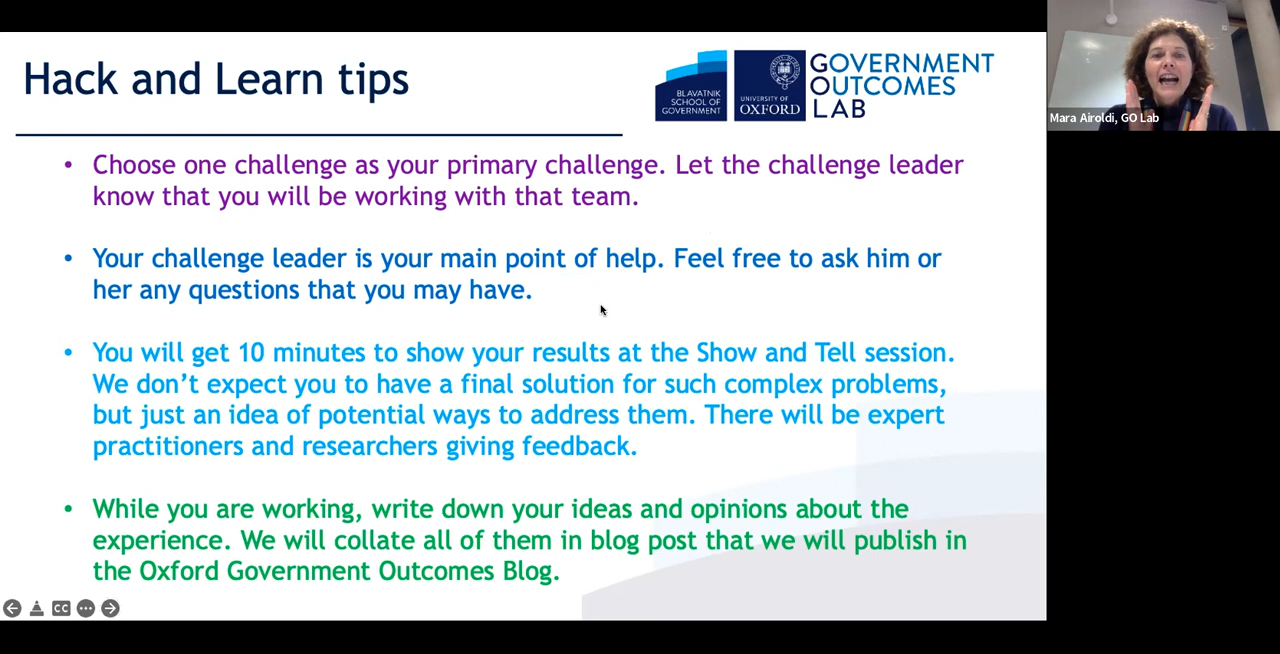 Hack and Learn tips
BLAVATNIK
SCHOOL OF
GOVERNMENT
UNIVERSITY OF
OXFORD
GOVERNMENT
OUTCOMES
LAB
Mara Airoldi, GO Lab
• Choose one challenge as your primary challenge. Let the challenge leader
know that you will be working with that team.
• Your challenge leader is your main point of help. Feel free to ask him or
her any questions that you may have.
• You will get 10 minutes to show your results at the Show and Tell session.
We don’t expect you to have a final solution for such complex problems,
but just an idea of potential ways to address them. There will be expert
practitioners and researchers giving feedback.
• While you are working, write down your ideas and opinions about the
experience. We will collate all of them in blog post that we will publish in
the Oxford Government Outcomes Blog.
CC